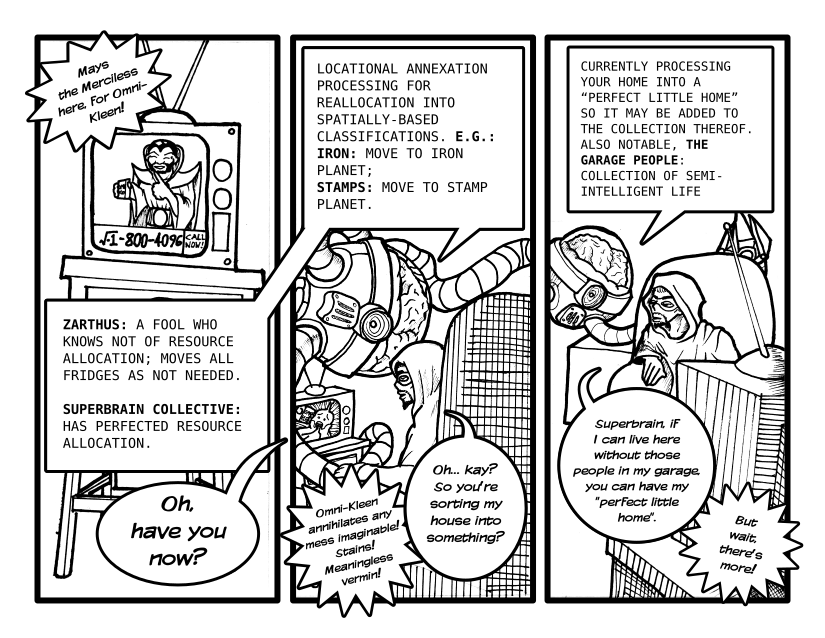 Mays
the Merciless
here, for Omni-
Kleen!
√-1-800-4096
CALL
NOW!
ZARTHUS: A FOOL WHO
KNOWS NOT OF RESOURCE
ALLOCATION; MOVES ALL
FRIDGES AS NOT NEEDED.
SUPERBRAIN COLLECTIVE:
HAS PERFECTED RESOURCE
ALLOCATION.
Oh,
have you
now?
LOCATIONAL ANNEXATION
PROCESSING FOR
REALLOCATION INTO
SPATIALLY-BASED
CLASSIFICATIONS. E.G.:
IRON: MOVE TO IRON
PLANET;
STAMPS: MOVE TO STAMP
PLANET.
Omni-Kleen
annihilates any
mess imaginable!
Stains!
Meaningless
vermin!
Oh... kay?
So you're
sorting my
house into
something?
CURRENTLY PROCESSING
YOUR HOME INTO A
“PERFECT LITTLE HOME”
SO IT MAY BE ADDED TO
THE COLLECTION THEREOF.
ALSO NOTABLE, THE
GARAGE PEOPLE:
COLLECTION OF SEMI-
INTELLIGENT LIFE
Superbrain, if
I can live here
without those
people in my garage,
you can have my
"perfect little
home".
But
wait,
there's
more!